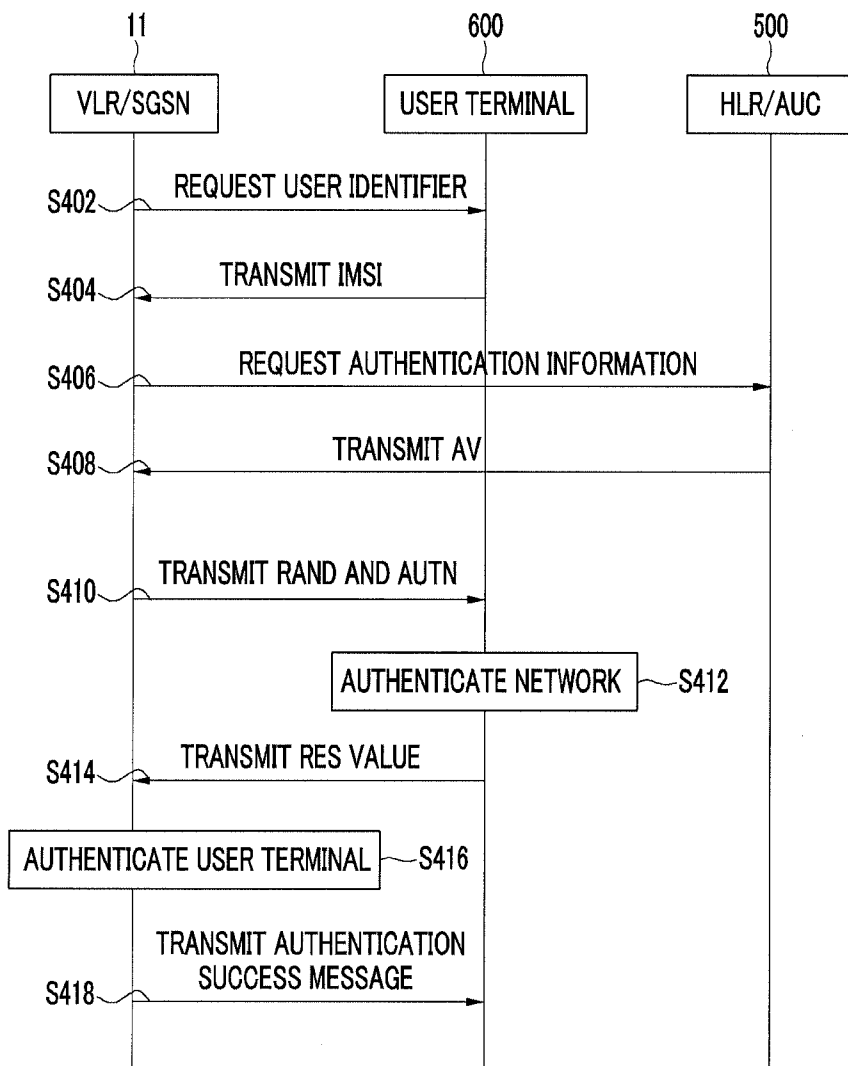 11 600 500
VLR/SGSN USER TERMINAL HLR/AUC
S402 REQUEST USER IDENTIFIER
S404 TRANSMIT IMSI
S406 REQUEST AUTHENTICATION INFORMATION
S408 TRANSMIT AV
S410 TRANSMIT RAND AND AUTN
AUTHENTICATE NETWORK S412
S414 TRANSMIT RES VALUE
AUTHENTICATE USER TERMINAL S416
TRANSMIT AUTHENTICATION
SUCCESS MESSAGE
S418